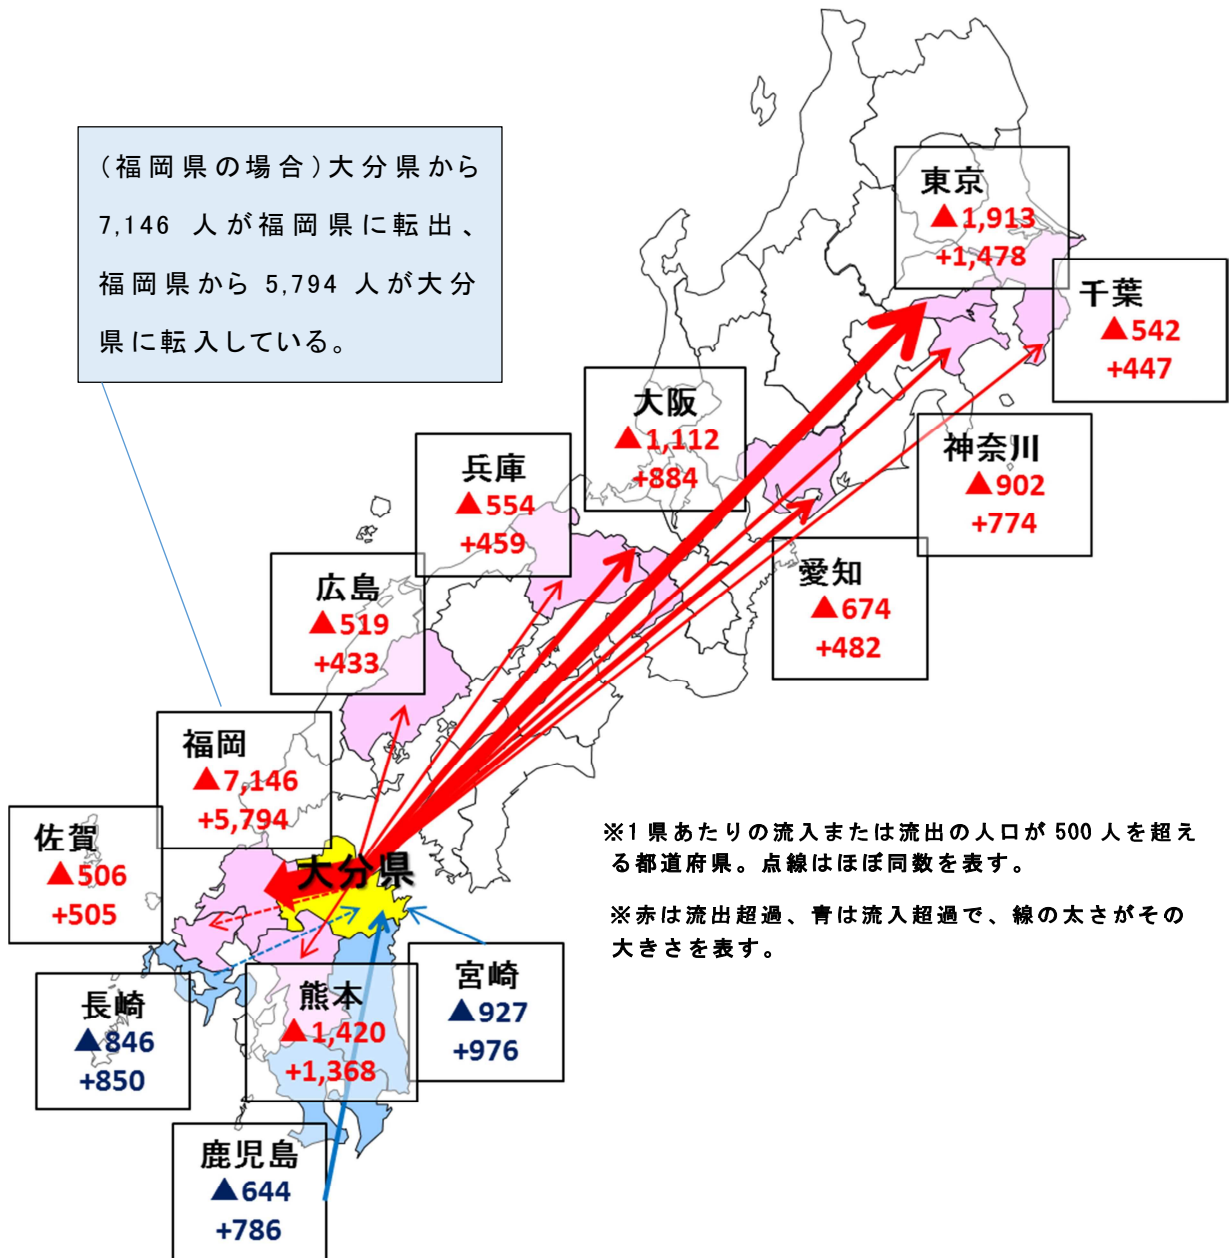 (福岡県の場合)大分県から
7,146 人が福岡県に転出、
福岡県から 5,794 人が大分
県に転入している。
東京
▲1,913
+1,478
千葉
▲542
+447
大阪
▲1,112
+884
神奈川
▲902
+774
兵庫
▲554
+459
愛知
▲674
+482
広島
▲519
+433
福岡
▲7,146
+5,794
佐賀
▲506
+505
大分県
※1県あたりの流入または流出の人口が 500 人を超え
る都道府県。点線はほぼ同数を表す。
※赤は流出超過、青は流入超過で、線の太さがその
大きさを表す。
長崎
▲846
+850
熊本
▲1,420
+1,368
宮崎
▲927
+976
鹿児島
▲644
+786